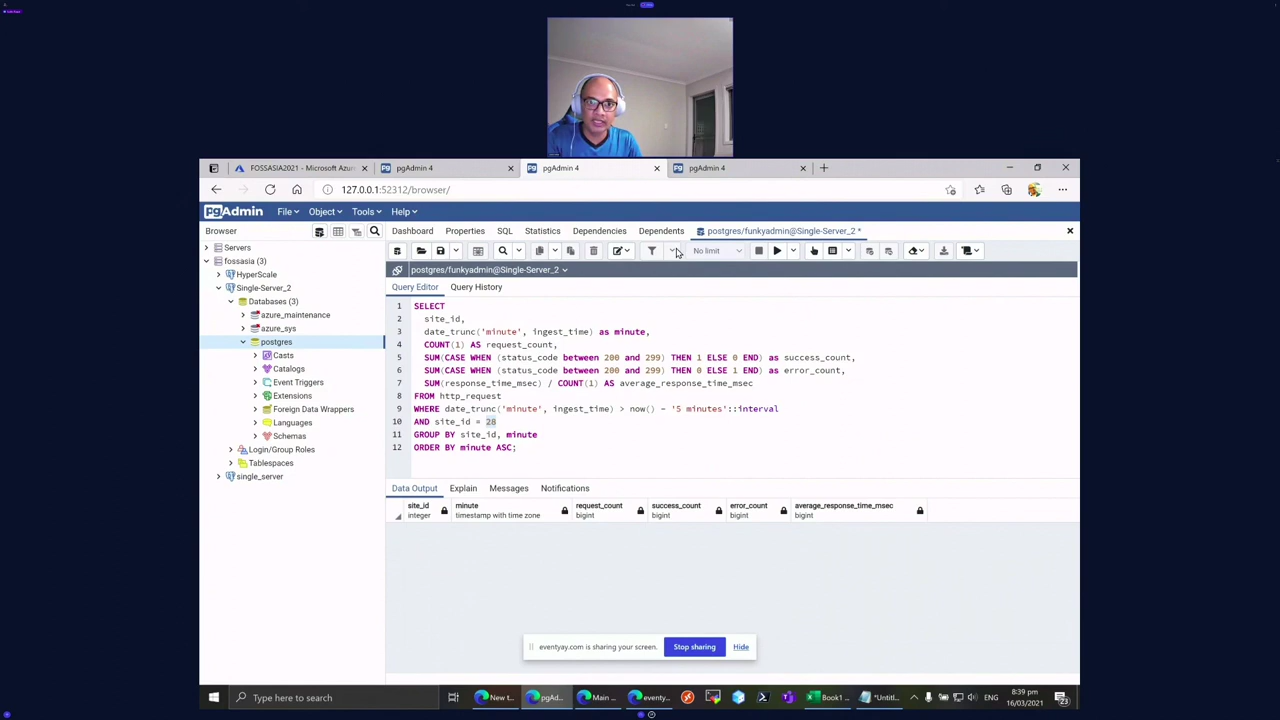 FOSSASIA2021 - Microsoft Azu
pgAdmin 4
pgAdmin 4
pgAdmin 4
127.0.0.1:52312/browser/
pgAdmin
File
Object
Tools
Help
Browser
Dashboard
Properties
SQL
Statistics
Dependencies
Dependents
postgres/funkyadmin@Single-Server_2 *
No limit
postgres/funkyadmin@Single-Server_2
Servers
fossasia (3)
HyperScale
Single-Server_2
Databases (3)
azure_maintenance
azure_sys
postgres
Casts
Catalogs
Event Triggers
Extensions
Foreign Data Wrappers
Languages
Schemas
Login/Group Roles
Tablespaces
single_server
Query Editor
Query History
1 SELECT
2 site_id,
3 date_trunc('minute', ingest_time) as minute,
4 COUNT(1) AS request_count,
5 SUM(CASE WHEN (status_code between 200 and 299) THEN 1 ELSE 0 END) as success_count,
6 SUM(CASE WHEN (status_code between 200 and 299) THEN 0 ELSE 1 END) as error_count,
7 SUM(response_time_msec) / COUNT(1) AS average_response_time_msec
8 FROM http_request
9 WHERE date_trunc('minute', ingest_time) > now() - '5 minutes'::interval
10 AND site_id = 28
11 GROUP BY site_id, minute
12 ORDER BY minute ASC;
Data Output
Explain
Messages
Notifications
site_id
integer
minute
timestamp with time zone
request_count
bigint
success_count
bigint
error_count
bigint
average_response_time_msec
bigint
eventyay.com is sharing your screen.
Stop sharing
Hide
Type here to search
New t...
pgAd...
Main ...
eventy...
Book1 ...
*Untitl...
ENG
8:39 pm
16/03/2021
23